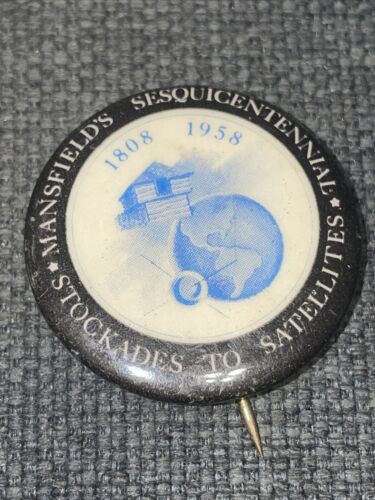 ★ MANSFIELD'S SESQUICENTENNIAL ★
1808 1958
STOCKADES TO SATELLITES